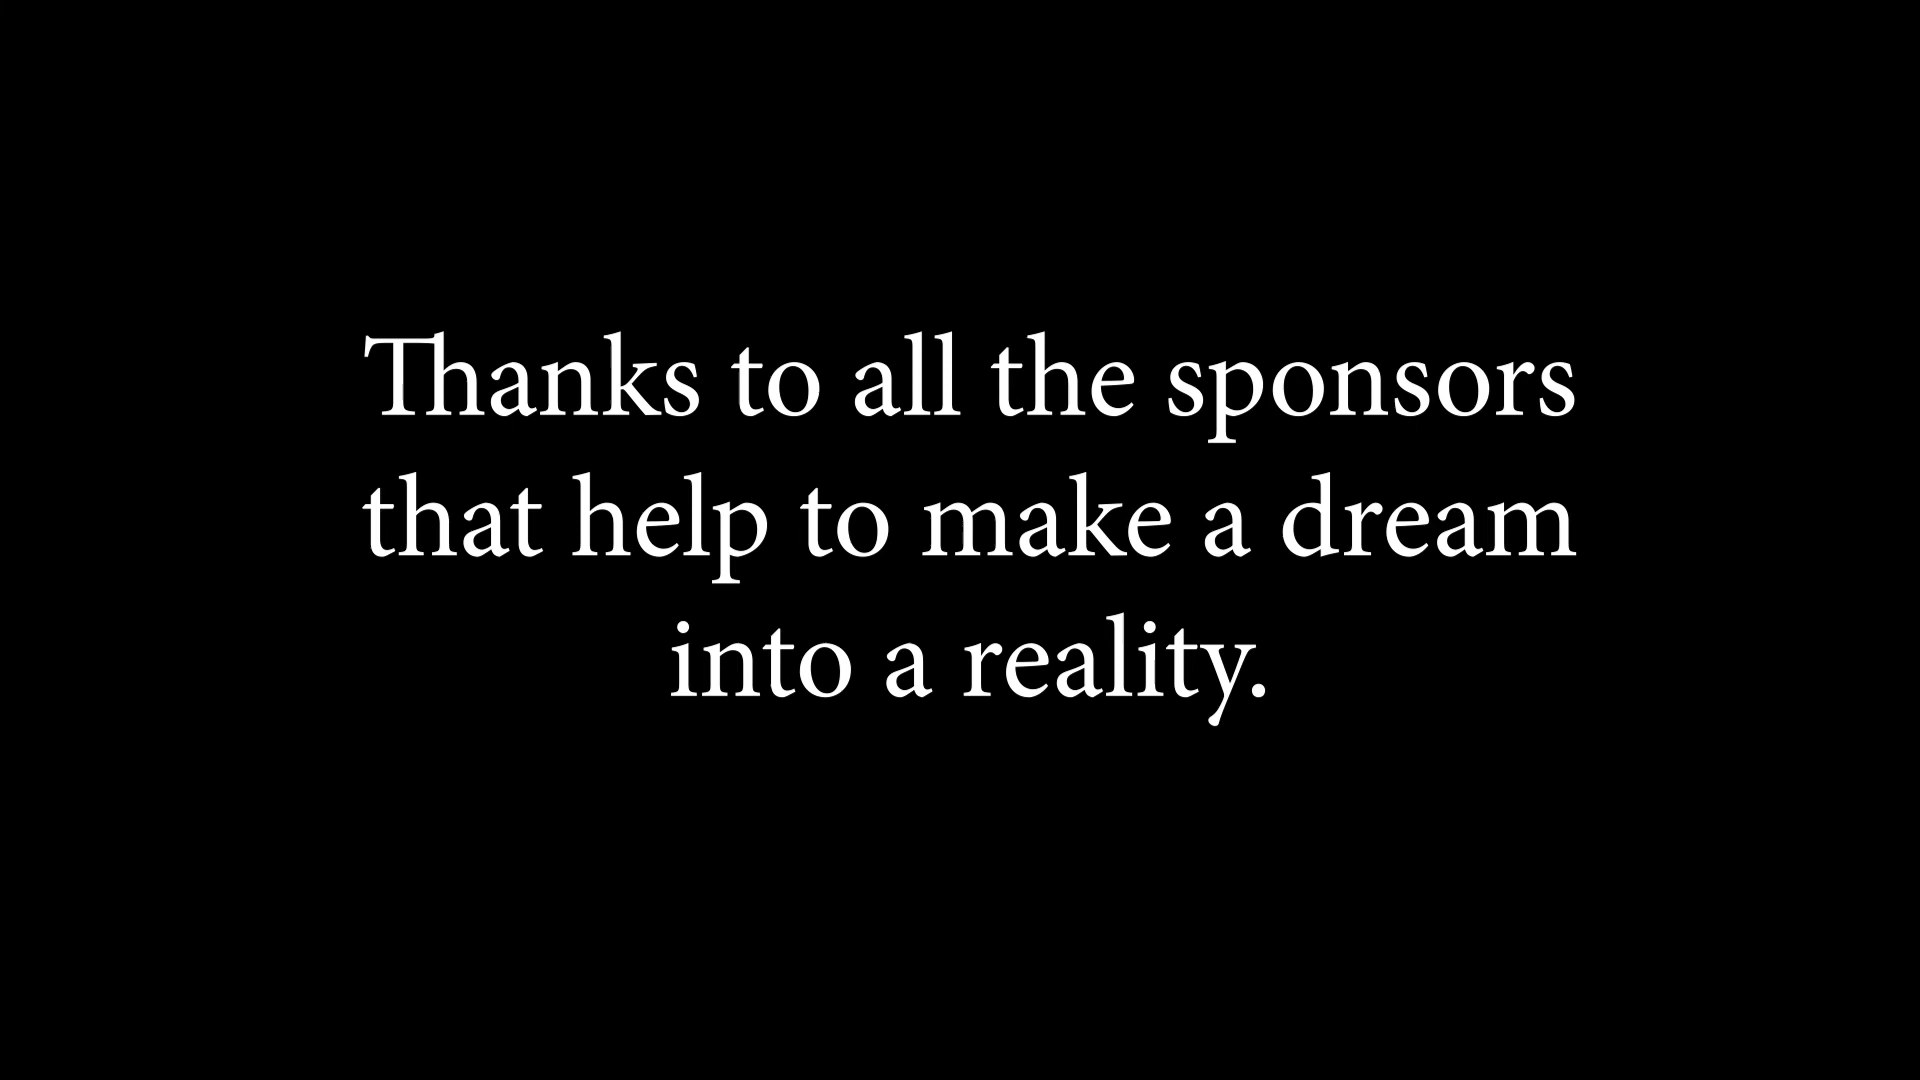 Thanks to all the sponsors
that help to make a dream
into a reality.